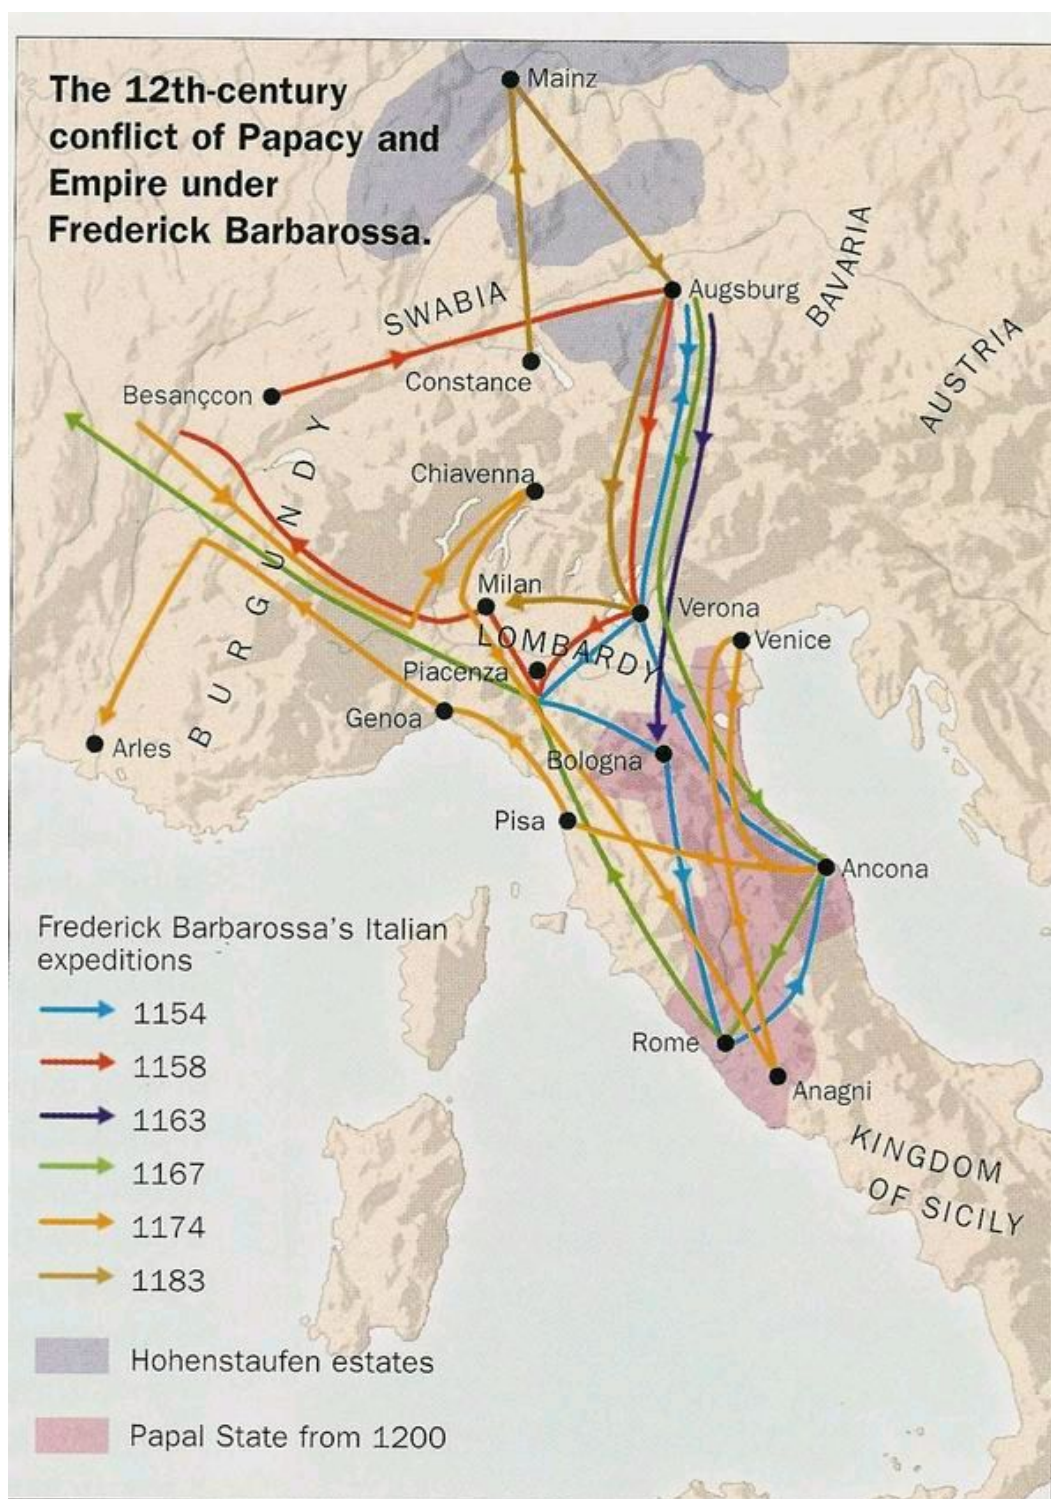 The 12th-century
conflict of Papacy and
Empire under
Frederick Barbarossa.
Mainz
SWABIA
Augsburg
BAVARIA
AUSTRIA
Besançcon
Constance
BURGUNDY
Chiavenna
Milan
Verona
LOMBARDY
Venice
Piacenza
Genoa
Arles
Bologna
Pisa
Ancona
Rome
Anagni
KINGDOM
OF SICILY
Frederick Barbarossa's Italian
expeditions
1154
1158
1163
1167
1174
1183
Hohenstaufen estates
Papal State from 1200